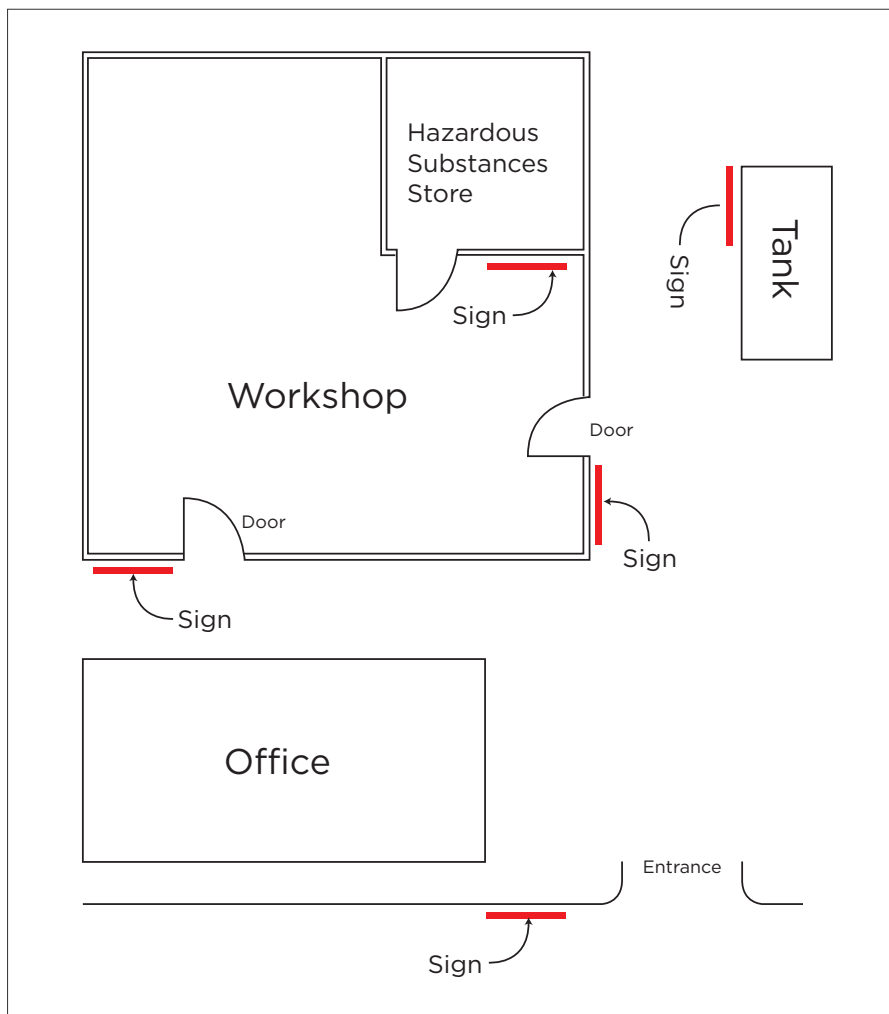 Hazardous
Substances
Store
Tank
Sign
Sign
Workshop
Door
Door
Sign
Sign
Office
Entrance
Sign